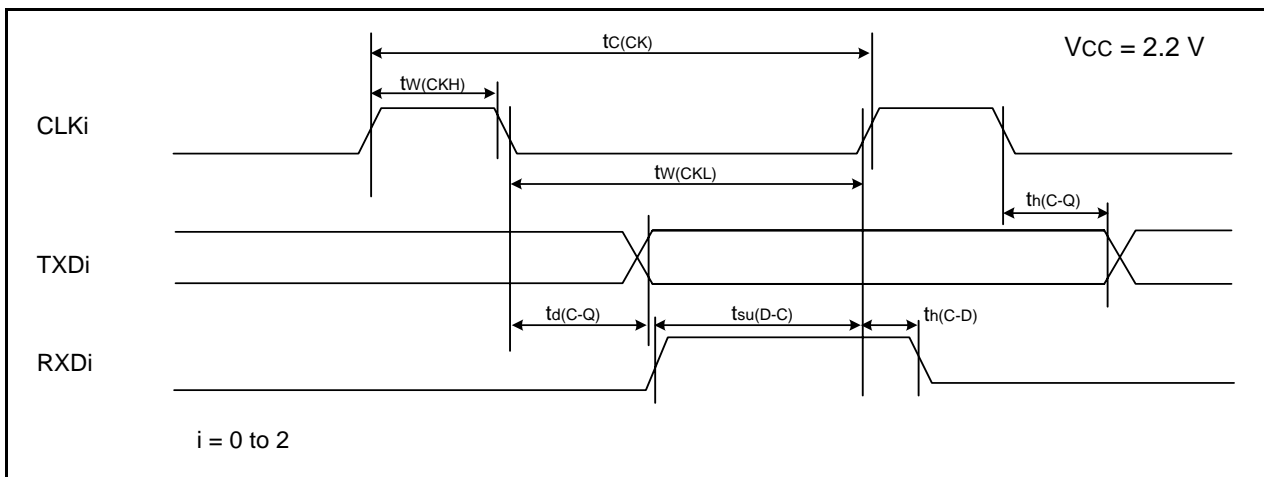 tC(CK)
VCC = 2.2 V
tW(CKH)
CLKi
tW(CKL)
th(C-Q)
TXDi
td(C-Q)
tsu(D-C)
th(C-D)
RXDi
i = 0 to 2